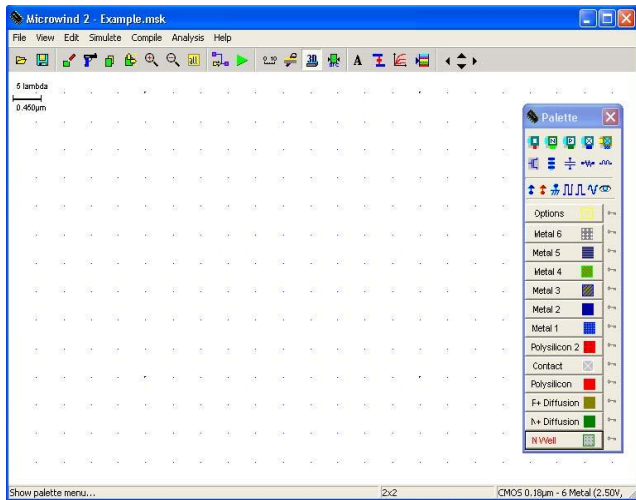 Microwind 2 - Example.msk
File View Edit Simulate Compile Analysis Help
5 lambda
0.450µm
Palette
Options
Metal 6
Metal 5
Metal 4
Metal 3
Metal 2
Metal 1
Polysilicon 2
Contact
Polysilicon
P+ Diffusion
N+ Diffusion
N Well
Show palette menu...
2x2
CMOS 0.18µm - 6 Metal (2.50V,